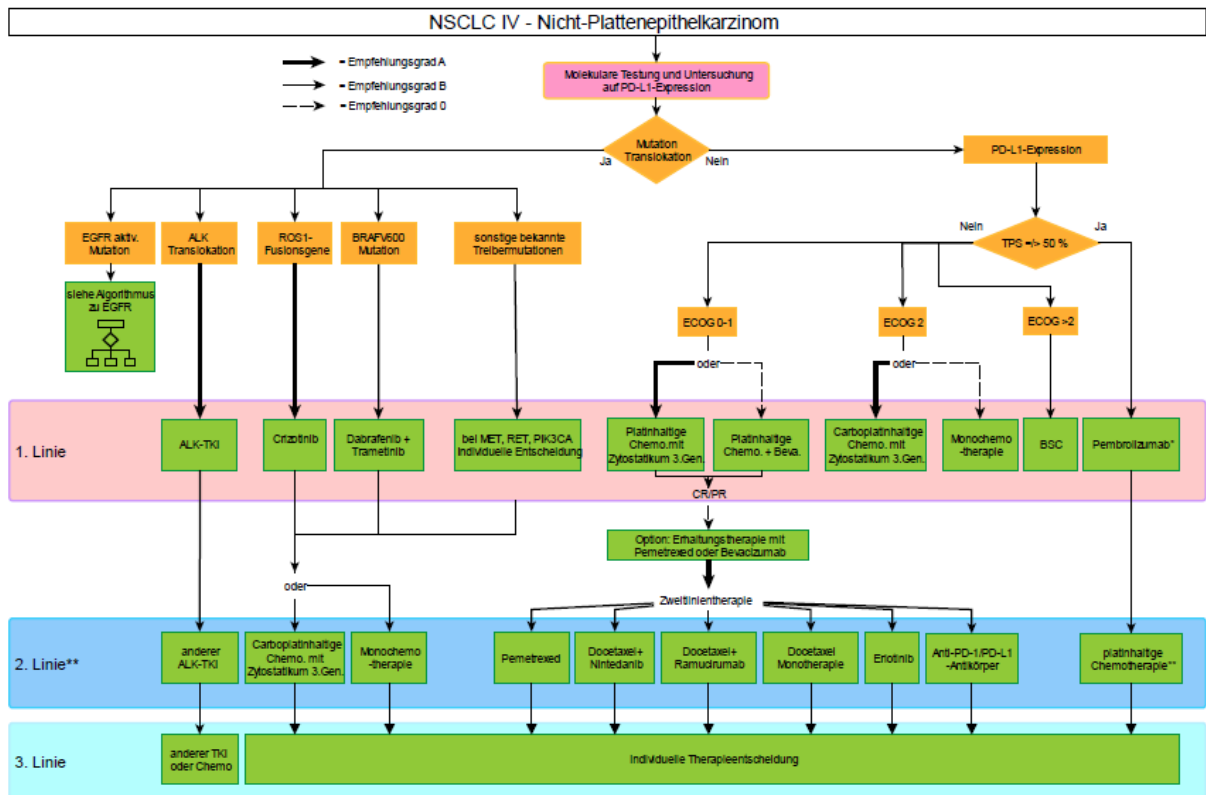 NSCLC IV - Nicht-Plattenepithelkarzinom
= Empfehlungsgrad A
= Empfehlungsgrad B
= Empfehlungsgrad 0
Molekulare Testung und Untersuchung
auf PD-L1-Expression
Mutation
Translokation
Ja
Nein
PD-L1-Expression
EGFR aktiv.
Mutation
ALK
Translokation
ROS1-
Fusionsgene
BRAFV600
Mutation
sonstige bekannte
Treibermutationen
Nein
TPS =/> 50 %
Ja
siehe Algorithmus
zu EGFR
ECOG 0-1
ECOG 2
ECOG >2
oder
oder
1. Linie
ALK-TKI
Crizotinib
Dabrafenib +
Trametinib
bei MET, RET, PIK3CA
Individuelle Entscheidung
Platinhaltige
Chemo.mit
Zytostatikum 3.Gen.
Platinhaltige
Chemo. + Beva.
Carboplatinhaltige
Chemo. mit
Zytostatikum 3.Gen.
Monochemo
-therapie
BSC
Pembrolizumab*
CR/PR
Option: Erhaltungstherapie mit
Pemetrexed oder Bevacizumab
oder
Zweitlinientherapie
2. Linie**
anderer
ALK-TKI
Carboplatinhaltige
Chemo. mit
Zytostatikum 3.Gen.
Monochemo
-therapie
Pemetrexed
Docetaxel+
Nintedanib
Docetaxel+
Ramucirumab
Docetaxel
Monotherapie
Erlotinib
Anti-PD-1/PD-L1
-Antikörper
platinhaltige
Chemotherapie**
3. Linie
anderer TKI
oder Chemo
Individuelle Therapieentscheidung